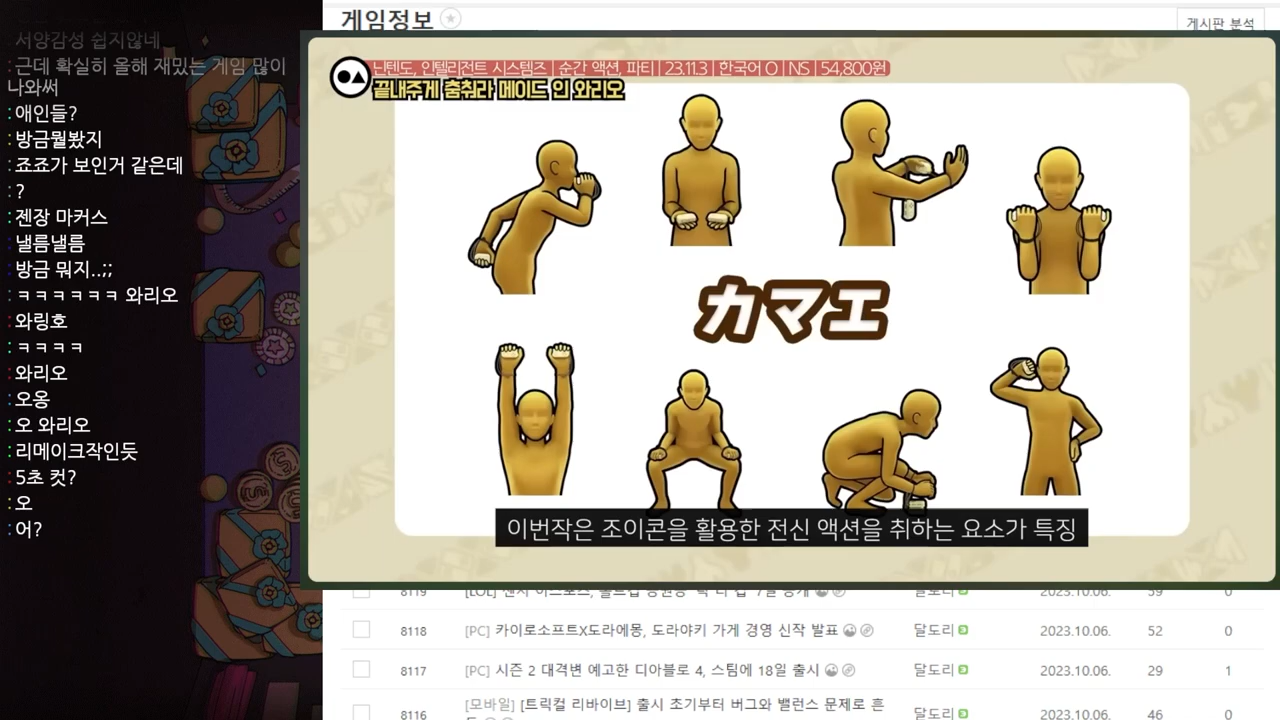 서양감성 쉽지않네
: 근데 확실히 올해 재밌는 게임 많이
나와써
: 애인들?
: 방금뭘봤지
: 죠죠가 보인거 같은데
: ?
: 젠장 마커스
: 낼름낼름
: 방금 뭐지..;;
: ㅋㅋㅋㅋㅋㅋ 와리오
: 와링호
: ㅋㅋㅋㅋ
: 와리오
: 오옹
: 오 와리오
: 리메이크작인듯
: 5초 컷?
: 오
: 어?
게임정보
게시판 분석
닌텐도, 인텔리전트 시스템즈 | 순간 액션, 파티 | 23.11.3 | 한국어 O | NS | 54,800원
끝내주게 춤춰라 메이드 인 와리오
カマエ
이번작은 조이콘을 활용한 전신 액션을 취하는 요소가 특징
8119 [LOL] 달도리 2023.10.06. 59 0
8118 [PC] 카이로소프트X도라에몽, 도라야키 가게 경영 신작 발표 달도리 2023.10.06. 52 0
8117 [PC] 시즌 2 대격변 예고한 디아블로 4, 스팀에 18일 출시 달도리 2023.10.06. 29 1
8116 [모바일] [트릭컬 리바이브] 출시 초기부터 버그와 밸런스 문제로 흔 달도리 2023.10.06. 46 0